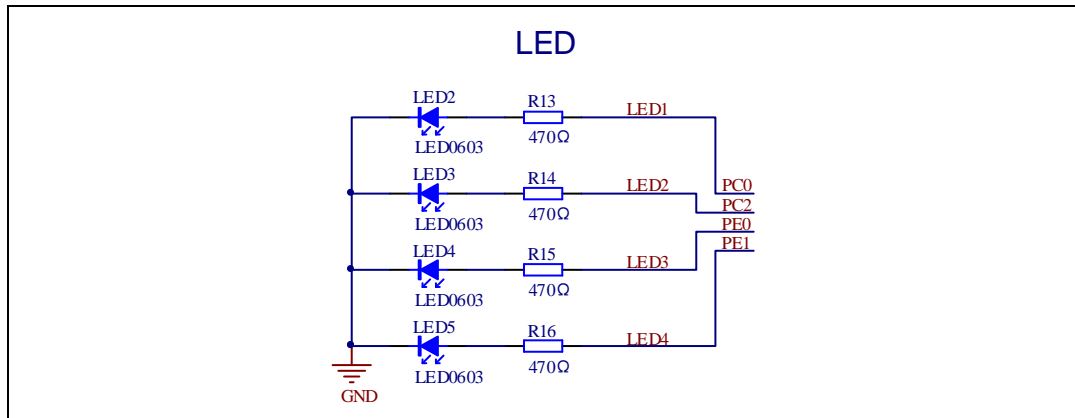 LED
LED2 R13 LED1
LED0603 470Ω
PC0
LED3 R14 LED2
LED0603 470Ω
PC2
PE0
PE1
LED4 R15 LED3
LED0603 470Ω
LED5 R16 LED4
LED0603 470Ω
GND